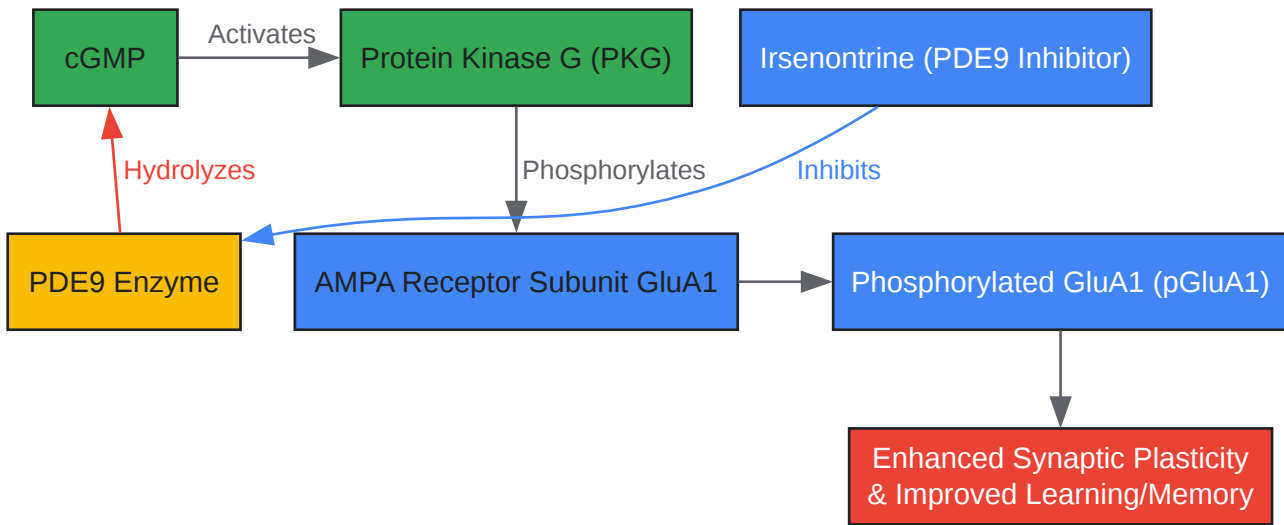 cGMP
Activates
Protein Kinase G (PKG)
Irsenontrine (PDE9 Inhibitor)
Hydrolyzes
Phosphorylates
Inhibits
PDE9 Enzyme
AMPA Receptor Subunit GluA1
Phosphorylated GluA1 (pGluA1)
Enhanced Synaptic Plasticity
& Improved Learning/Memory